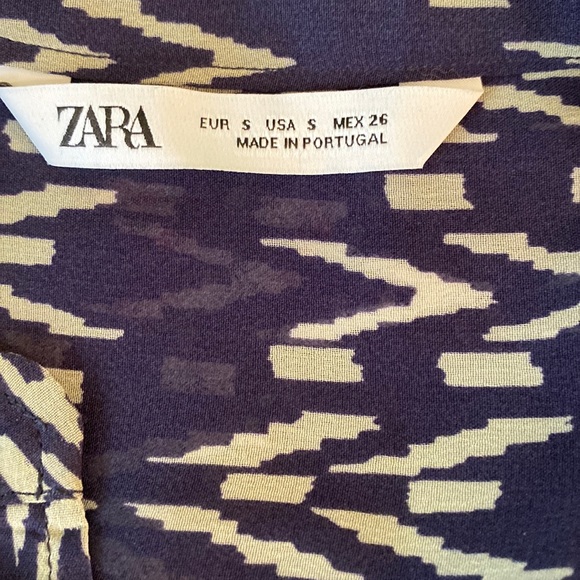 ZARA
EUR S USA S MEX 26
MADE IN PORTUGAL